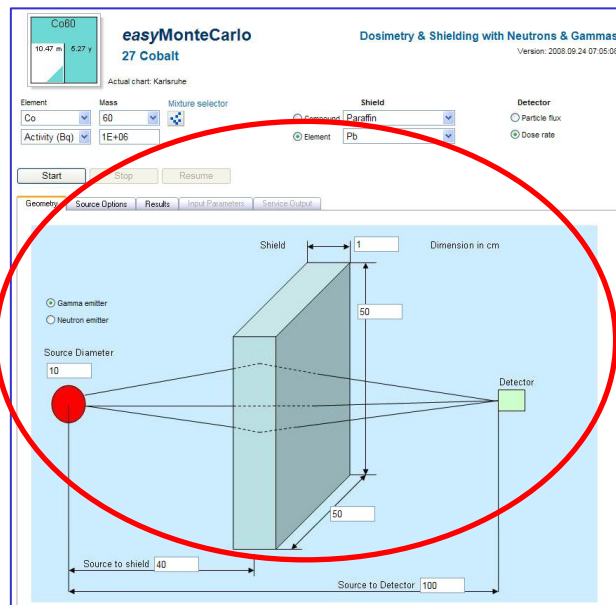 Co60
10.47 m 5.27 y
easyMonteCarlo
27 Cobalt
Actual chart: Karlsruhe
Dosimetry & Shielding with Neutrons & Gammas
Version: 2008.09.24 07:05:08
Element Mass Mixture selector Shield Detector
Co 60 Compound Paraffin Particle flux
Activity (Bq) 1E+06 Element Pb Dose rate
Start Stop Resume
Geometry Source Options Results Input Parameters Service Output
Shield 1 Dimension in cm
Gamma emitter
50
Neutron emitter
Source Diameter
10
Detector
50
Source to shield 40
Source to Detector 100